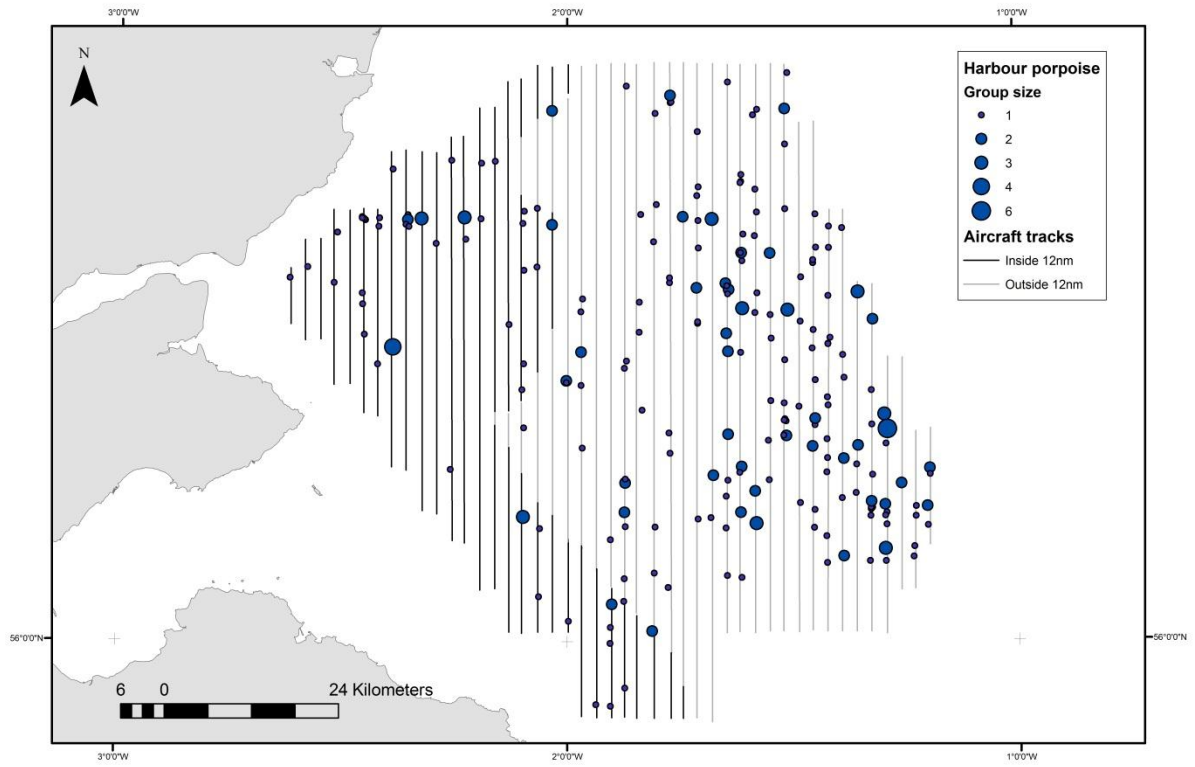 3°0'0"W 2°0'0"W 1°0'0"W
N
Harbour porpoise
Group size
1
2
3
4
6
Aircraft tracks
Inside 12nm
Outside 12nm
56°0'0"N 56°0'0"N
6 0 24 Kilometers
3°0'0"W 2°0'0"W 1°0'0"W